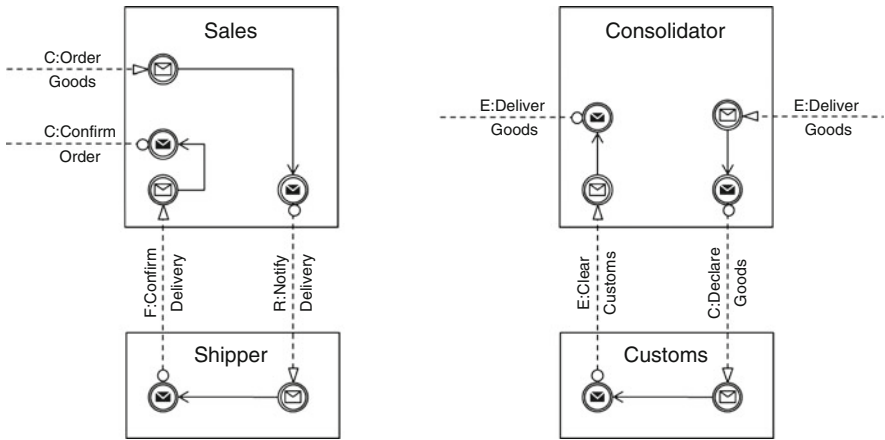 Sales
C:Order
Goods
C:Confirm
Order
F:Confirm
Delivery
R:Notify
Delivery
Shipper
Consolidator
E:Deliver
Goods
E:Deliver
Goods
E:Clear
Customs
C:Declare
Goods
Customs